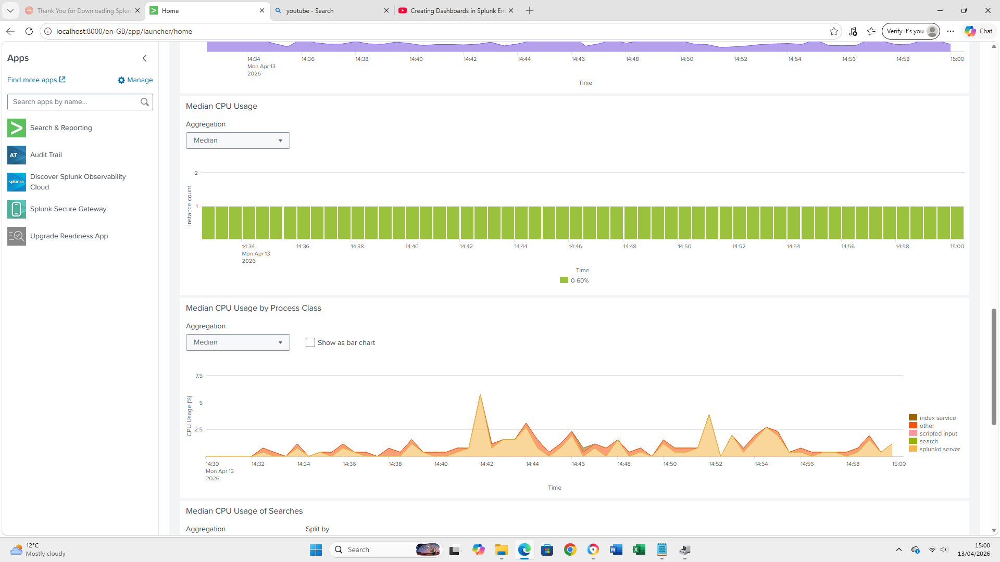 Thank You for Downloading Splun
Home
youtube - Search
Creating Dashboards in Splunk Ent
localhost:8000/en-GB/app/launcher/home
Verify it's you
Chat
Apps
Find more apps
Manage
Search apps by name...
Search & Reporting
AT
Audit Trail
splunk>
Discover Splunk Observability
Cloud
Splunk Secure Gateway
Upgrade Readiness App
14:34 14:36 14:38 14:40 14:42 14:44 14:46 14:48 14:50 14:52 14:54 14:56 14:58 15:00
Mon Apr 13
2026
Time
Median CPU Usage
Aggregation
Median
2
1
Instance count
14:34 14:36 14:38 14:40 14:42 14:44 14:46 14:48 14:50 14:52 14:54 14:56 14:58 15:00
Mon Apr 13
2026
Time
0-60%
Median CPU Usage by Process Class
Aggregation
Median
Show as bar chart
7.5
5
2.5
CPU Usage (%)
index service
other
scripted input
search
splunkd server
14:30 14:32 14:34 14:36 14:38 14:40 14:42 14:44 14:46 14:48 14:50 14:52 14:54 14:56 14:58 15:00
Mon Apr 13
2026
Time
Median CPU Usage of Searches
Aggregation
Split by
12°C
Mostly cloudy
Search
15:00
13/04/2026